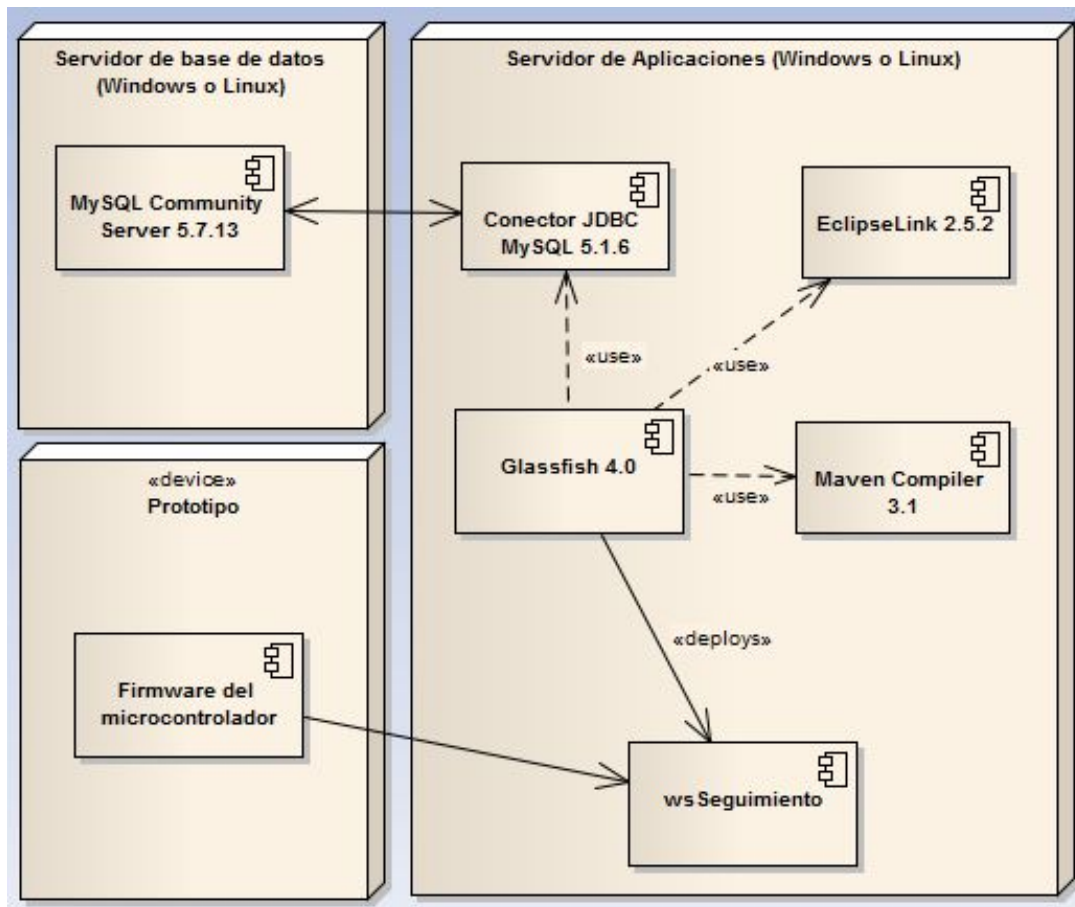 Servidor de base de datos
(Windows o Linux)
MySQL Community
Server 5.7.13
Servidor de Aplicaciones (Windows o Linux)
Conector JDBC
MySQL 5.1.6
EclipseLink 2.5.2
«use»
«use»
Glassfish 4.0
«use»
Maven Compiler
3.1
«deploys»
wsSeguimiento
«device»
Prototipo
Firmware del
microcontrolador